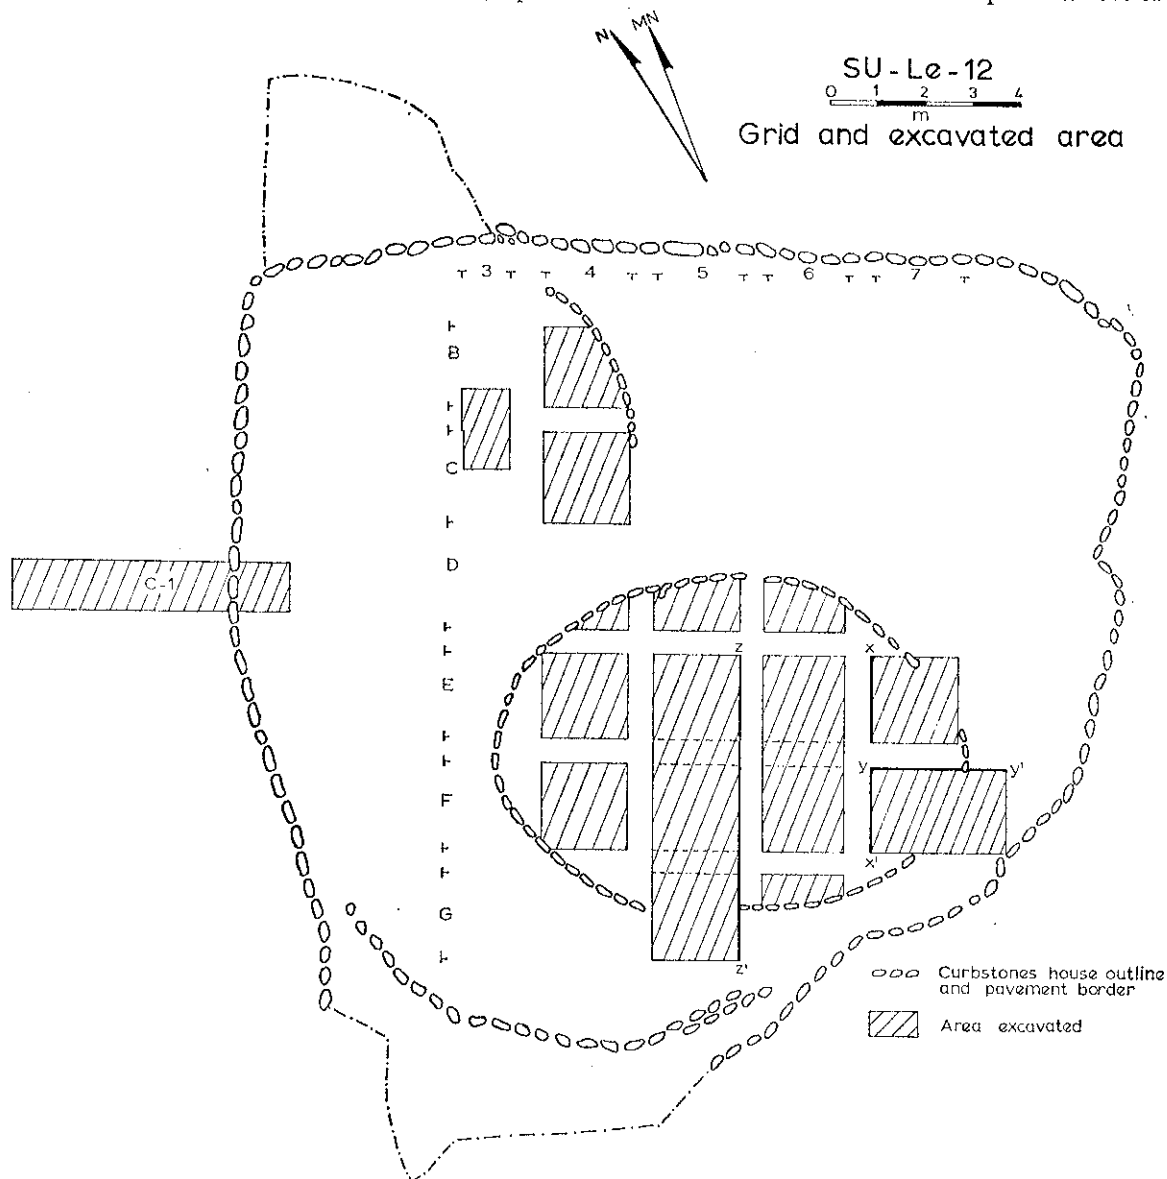 N MN
SU-Le-12
0 1 2 3 4
m
Grid and excavated area
3 4 5 6 7
B
C
D
C-1
z x
E
y y'
F
x'
G
z'
Curbstones house outline
and pavement border
Area excavated